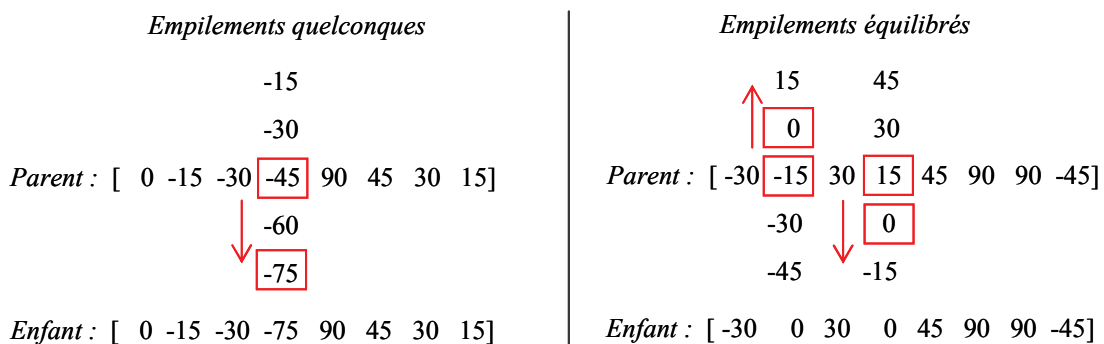 Empilements quelconques
-15
-30
Parent : [ 0 -15 -30 -45 90 45 30 15]
-60
-75
Enfant : [ 0 -15 -30 -75 90 45 30 15]
Empilements équilibrés
15 45
0 30
Parent : [ -30 -15 30 15 45 90 90 -45]
-30 0
-45 -15
Enfant : [ -30 0 30 0 45 90 90 -45]